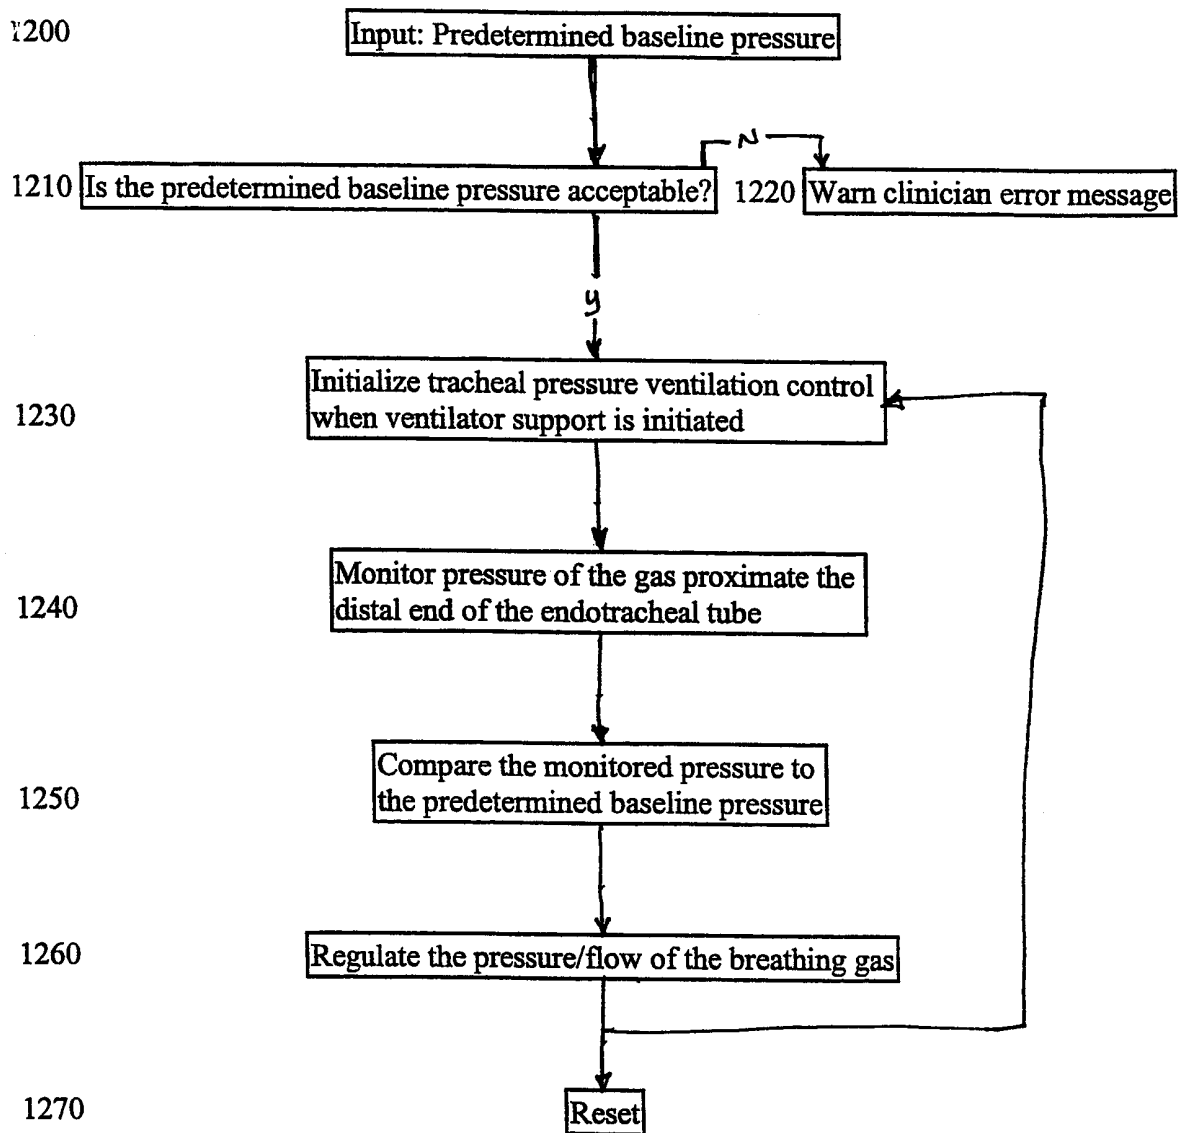 1200 Input: Predetermined baseline pressure
N
1210 Is the predetermined baseline pressure acceptable? 1220 Warn clinician error message
y
Initialize tracheal pressure ventilation control
1230 when ventilator support is initiated
Monitor pressure of the gas proximate the
1240 distal end of the endotracheal tube
Compare the monitored pressure to
1250 the predetermined baseline pressure
1260 Regulate the pressure/flow of the breathing gas
1270 Reset